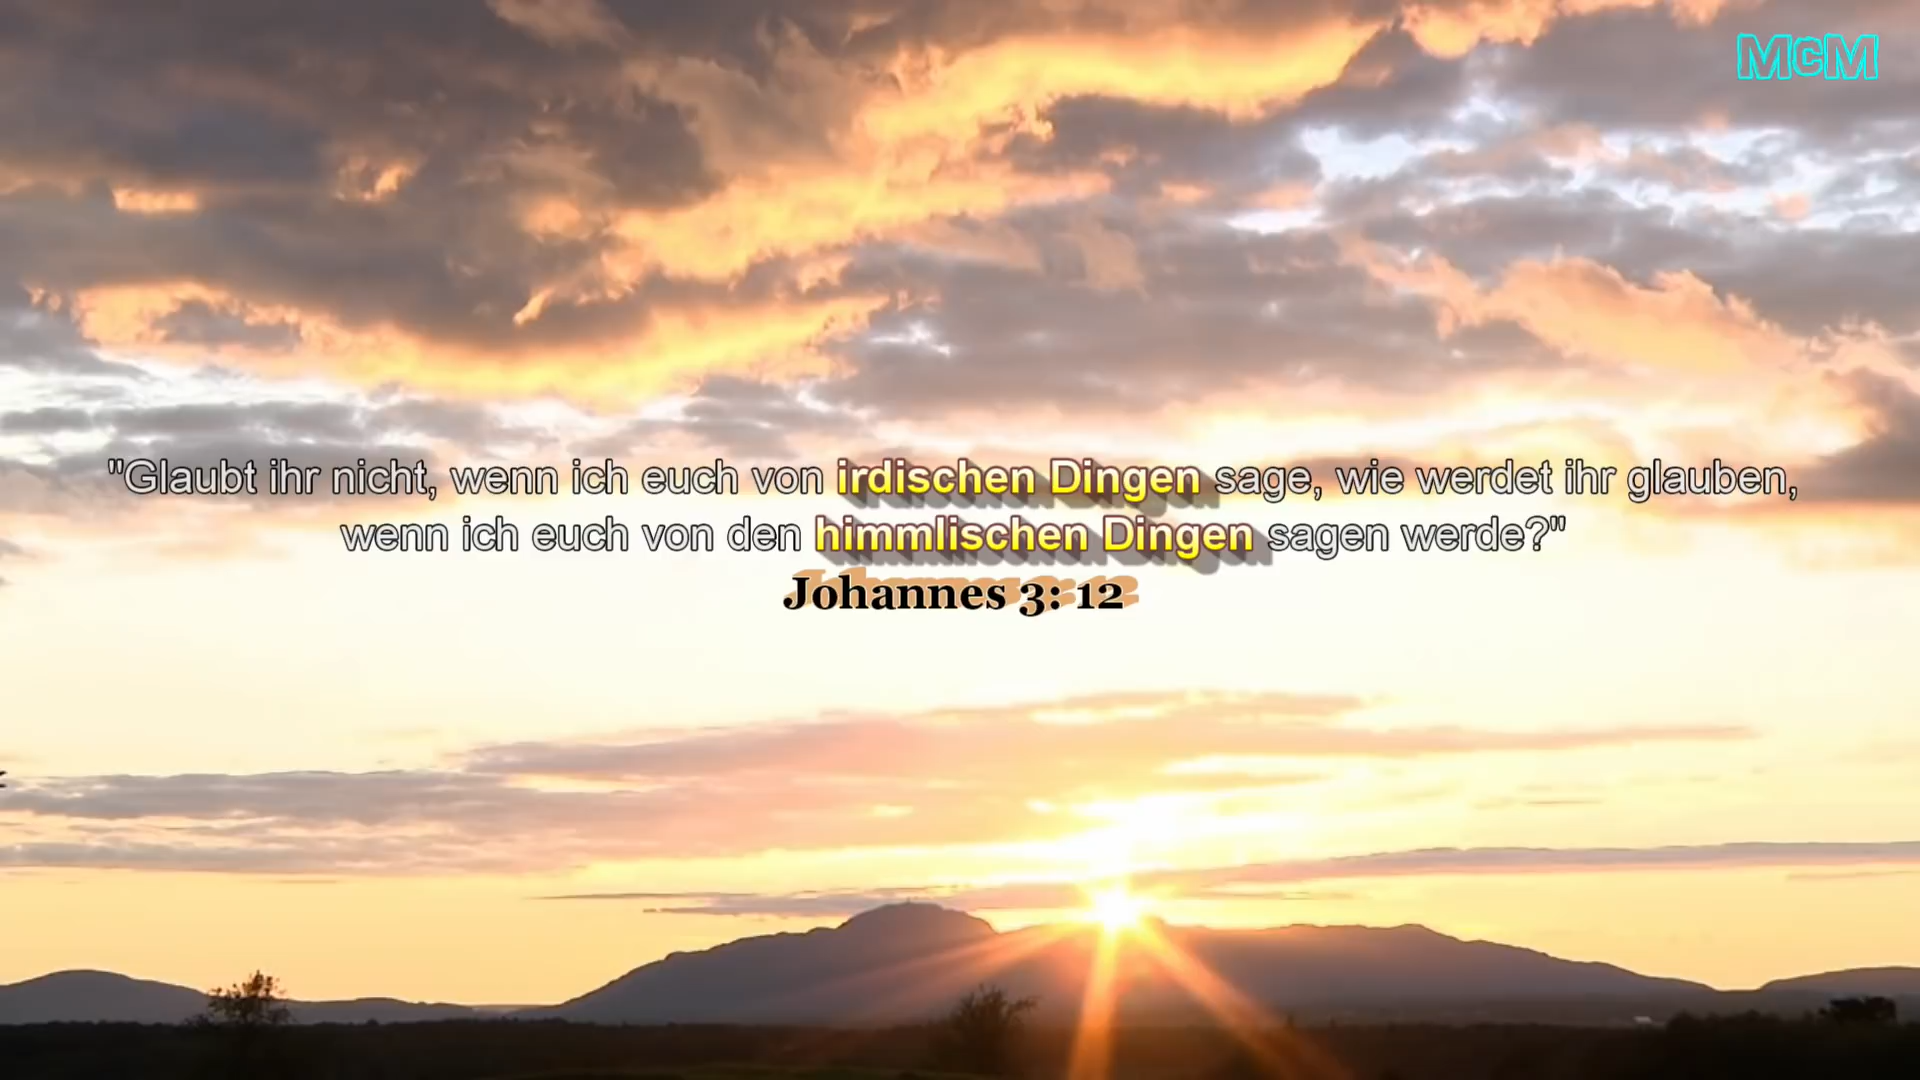 McM
"Glaubt ihr nicht, wenn ich euch von irdischen Dingen sage, wie werdet ihr glauben,
wenn ich euch von den himmlischen Dingen sagen werde?"
Johannes 3: 12